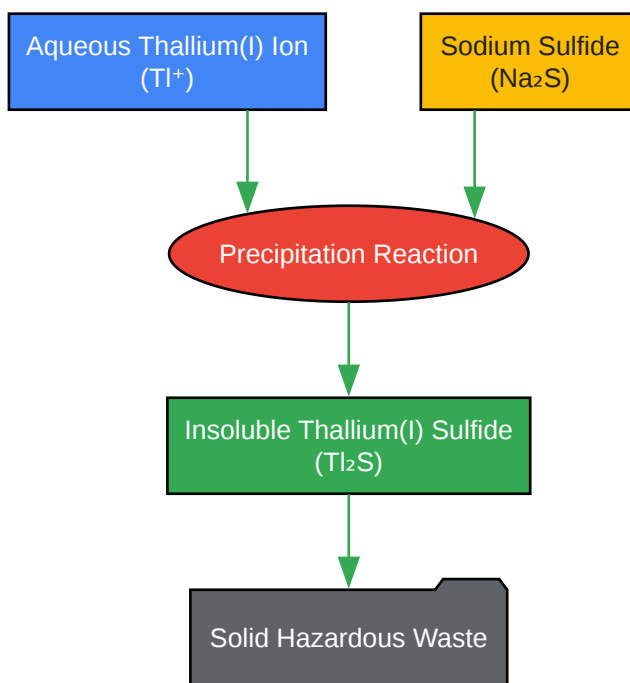 Aqueous Thallium(I) Ion
(Tl⁺)
Sodium Sulfide
(Na₂S)
Precipitation Reaction
Insoluble Thallium(I) Sulfide
(Tl₂S)
Solid Hazardous Waste